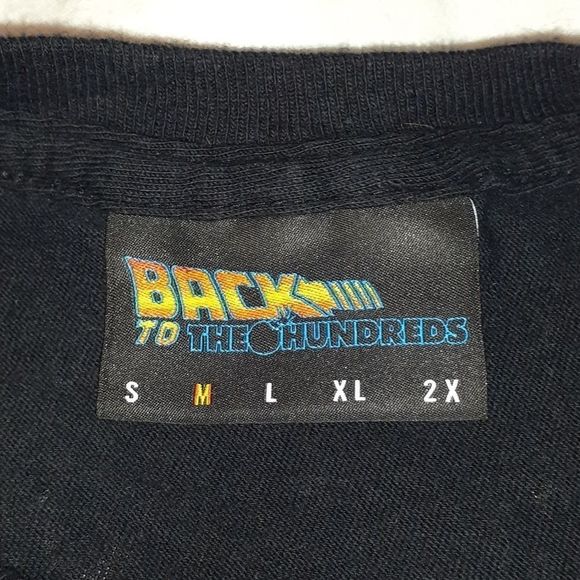 BACK
TO THE HUNDREDS
S M L XL 2X